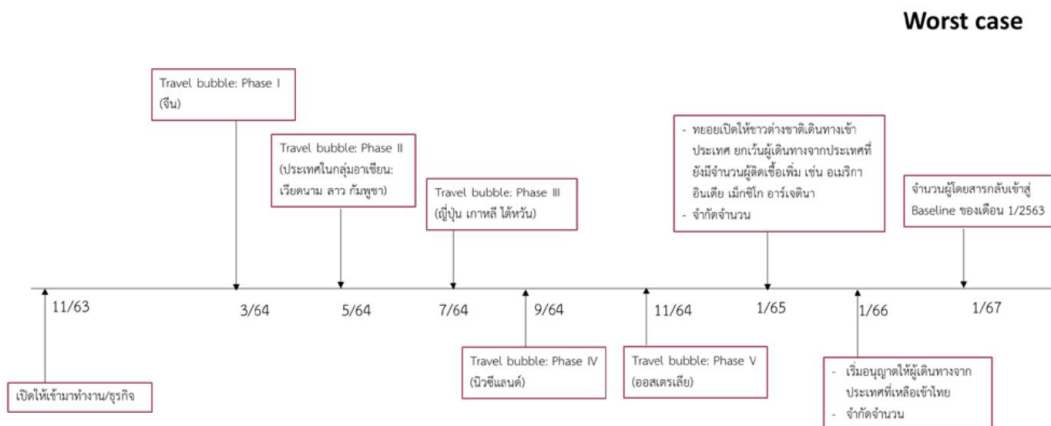 Worst case
Travel bubble: Phase I
(จีน)
Travel bubble: Phase II
(ประเทศในกลุ่มอาเซียน:
เวียดนาม ลาว กัมพูชา)
Travel bubble: Phase III
(ญี่ปุ่น เกาหลี ไต้หวัน)
- ทยอยเปิดให้ชาวต่างชาติเดินทางเข้า
ประเทศ ยกเว้นผู้เดินทางจากประเทศที่
ยังมีจำนวนผู้ติดเชื้อเพิ่ม เช่น อเมริกา
อินเดีย เม็กซิโก อาร์เจตินา
- จำกัดจำนวน
จำนวนผู้โดยสารกลับเข้าสู่
Baseline ของเดือน 1/2563
11/63
3/64
5/64
7/64
9/64
11/64
1/65
1/66
1/67
เปิดให้เข้ามาทำงาน/ธุรกิจ
Travel bubble: Phase IV
(นิวซีแลนด์)
Travel bubble: Phase V
(ออสเตรเลีย)
- เริ่มอนุญาตให้ผู้เดินทางจาก
ประเทศที่เหลือเข้าไทย
- จำกัดจำนวน